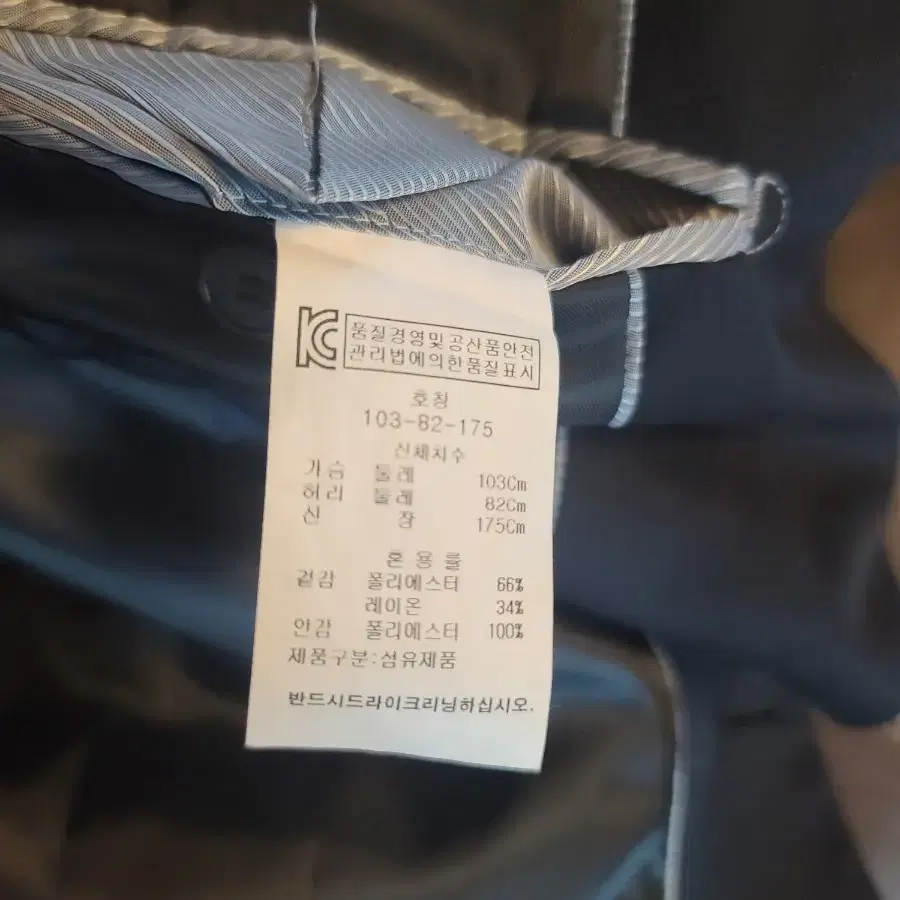 KC
품질경영및공산품안전
관리법에의한품질표시
호칭
103-82-175
신체치수
가슴 둘레 103Cm
허리 둘레 82Cm
신 장 175Cm
혼 용 률
겉감 폴리에스터 66%
레이온 34%
안감 폴리에스터 100%
제품구분:섬유제품
반드시드라이크리닝하십시오.